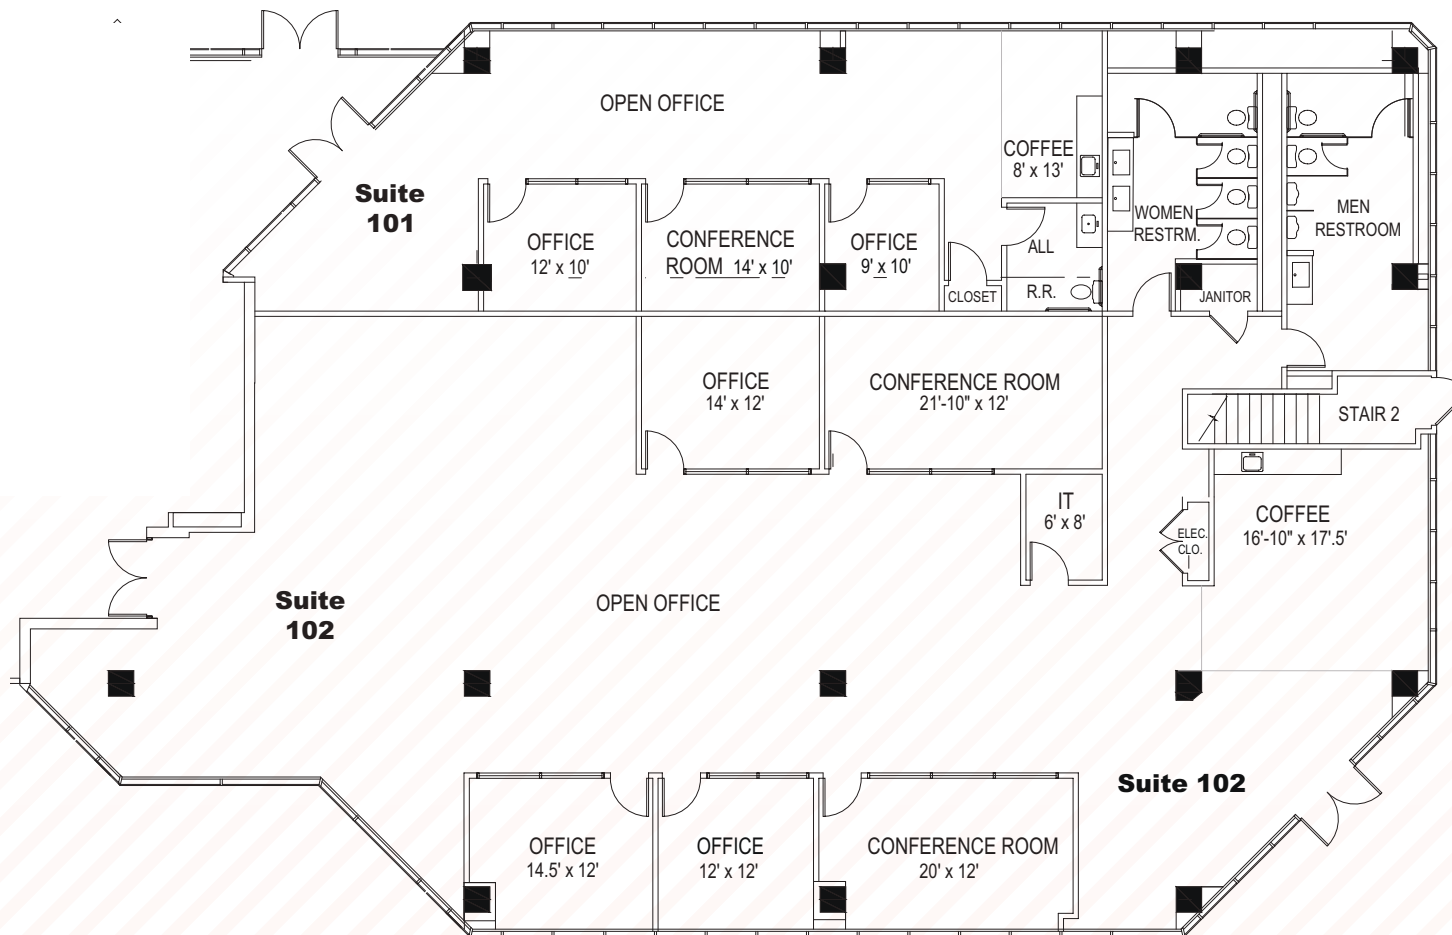 OPEN OFFICE
COFFEE
8' x 13'
Suite
101
OFFICE
12' x 10'
CONFERENCE
ROOM 14' x 10'
OFFICE
9' x 10'
CLOSET
ALL
R.R.
WOMEN
RESTRM.
JANITOR
MEN
RESTROOM
OFFICE
14' x 12'
CONFERENCE ROOM
21'-10" x 12'
STAIR 2
IT
6' x 8'
ELEC.
CLO.
COFFEE
16'-10" x 17'.5'
Suite
102
OPEN OFFICE
Suite 102
OFFICE
14.5' x 12'
OFFICE
12' x 12'
CONFERENCE ROOM
20' x 12'